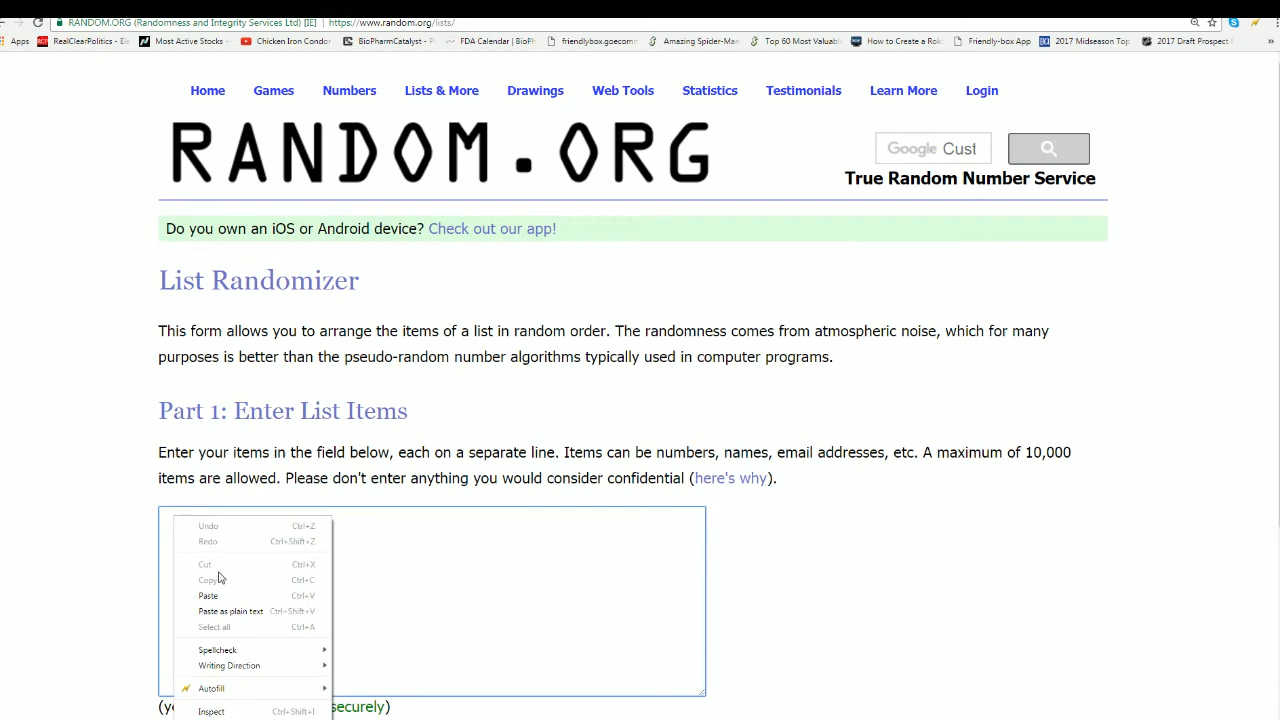 RANDOM.ORG (Randomness and Integrity Services Ltd) [IE] https://www.random.org/lists/
Apps RealClearPolitics - Ele Most Active Stocks - Chicken Iron Condor BioPharmCatalyst - P FDA Calendar | BioPh friendlybox.goecomm Amazing Spider-Man Top 60 Most Valuabl How to Create a Rok Friendly-box App 2017 Midseason Top 2017 Draft Prospect »
Home Games Numbers Lists & More Drawings Web Tools Statistics Testimonials Learn More Login
RANDOM.ORG
Google Cust
True Random Number Service
Do you own an iOS or Android device? Check out our app!
List Randomizer
This form allows you to arrange the items of a list in random order. The randomness comes from atmospheric noise, which for many
purposes is better than the pseudo-random number algorithms typically used in computer programs.
Part 1: Enter List Items
Enter your items in the field below, each on a separate line. Items can be numbers, names, email addresses, etc. A maximum of 10,000
items are allowed. Please don't enter anything you would consider confidential (here's why).
Undo Ctrl+Z
Redo Ctrl+Shift+Z
Cut Ctrl+X
Copy Ctrl+C
Paste Ctrl+V
Paste as plain text Ctrl+Shift+V
Select all Ctrl+A
Spellcheck
Writing Direction
Autofill
(yo securely)
Inspect Ctrl+Shift+I